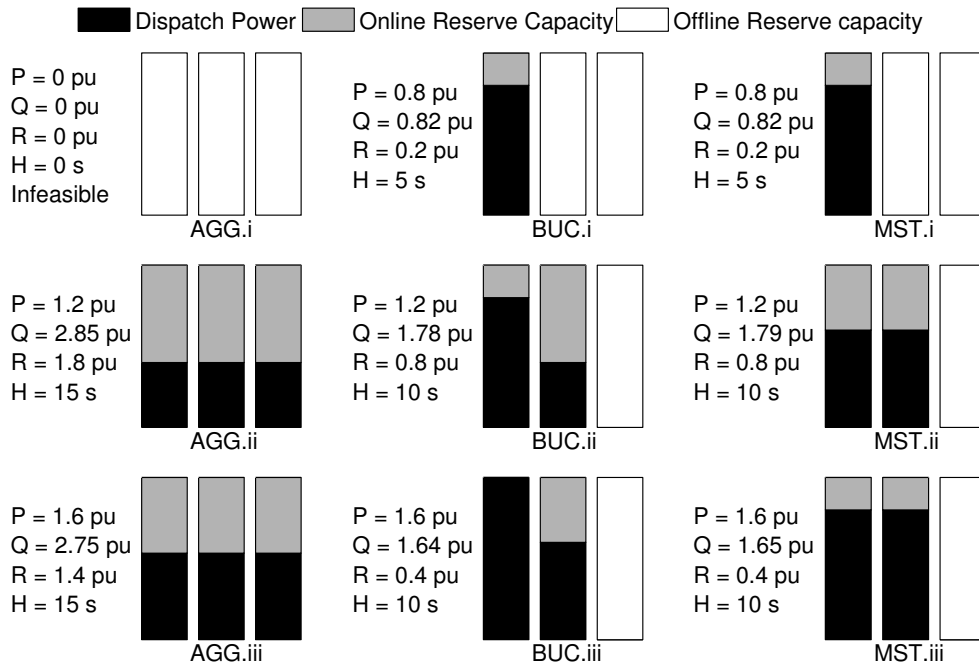 Dispatch Power Online Reserve Capacity Offline Reserve capacity
P = 0 pu
Q = 0 pu
R = 0 pu
H = 0 s
Infeasible
AGG.i
P = 0.8 pu
Q = 0.82 pu
R = 0.2 pu
H = 5 s
BUC.i
P = 0.8 pu
Q = 0.82 pu
R = 0.2 pu
H = 5 s
MST.i
P = 1.2 pu
Q = 2.85 pu
R = 1.8 pu
H = 15 s
AGG.ii
P = 1.2 pu
Q = 1.78 pu
R = 0.8 pu
H = 10 s
BUC.ii
P = 1.2 pu
Q = 1.79 pu
R = 0.8 pu
H = 10 s
MST.ii
P = 1.6 pu
Q = 2.75 pu
R = 1.4 pu
H = 15 s
AGG.iii
P = 1.6 pu
Q = 1.64 pu
R = 0.4 pu
H = 10 s
BUC.iii
P = 1.6 pu
Q = 1.65 pu
R = 0.4 pu
H = 10 s
MST.iii